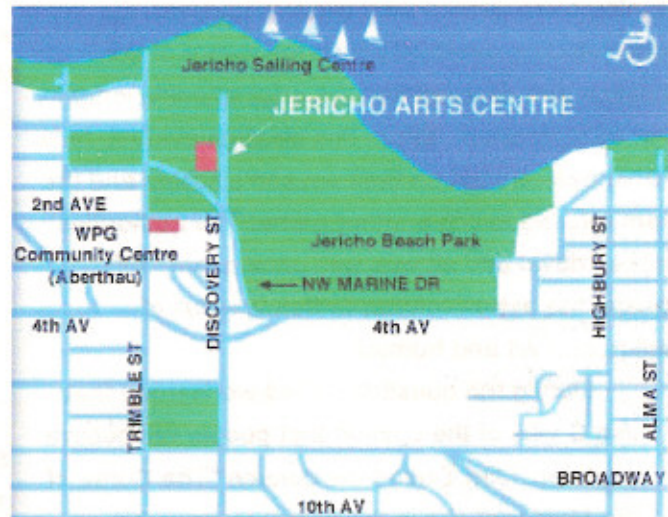 Jericho Sailing Centre
JERICHO ARTS CENTRE
2nd AVE
WPG
Community Centre
(Aberthau)
Jericho Beach Park
NW MARINE DR
DISCOVERY ST
HIGHBURY ST
4th AV
4th AV
TRIMBLE ST
ALMA ST
BROADWAY
10th AV